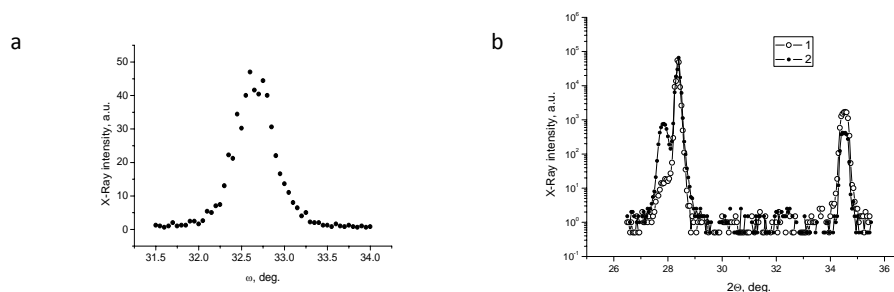 a
b
X-Ray intensity, a.u.
50
40
30
20
10
0
31.5 32.0 32.5 33.0 33.5 34.0
ω, deg.
X-Ray intensity, a.u.
10⁶
10⁵
10⁴
10³
10²
10¹
10⁰
10⁻¹
1
2
26 28 30 32 34 36
2Θ, deg.